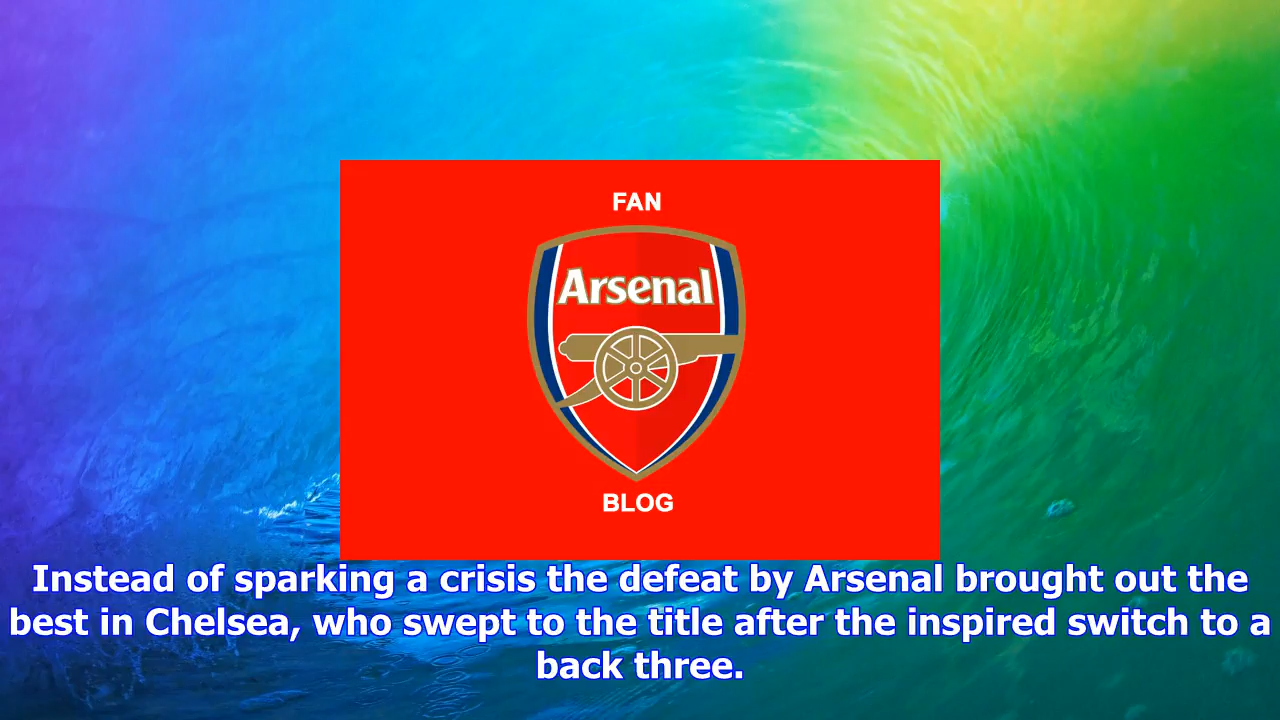 FAN
Arsenal
BLOG
Instead of sparking a crisis the defeat by Arsenal brought out the
best in Chelsea, who swept to the title after the inspired switch to a
back three.